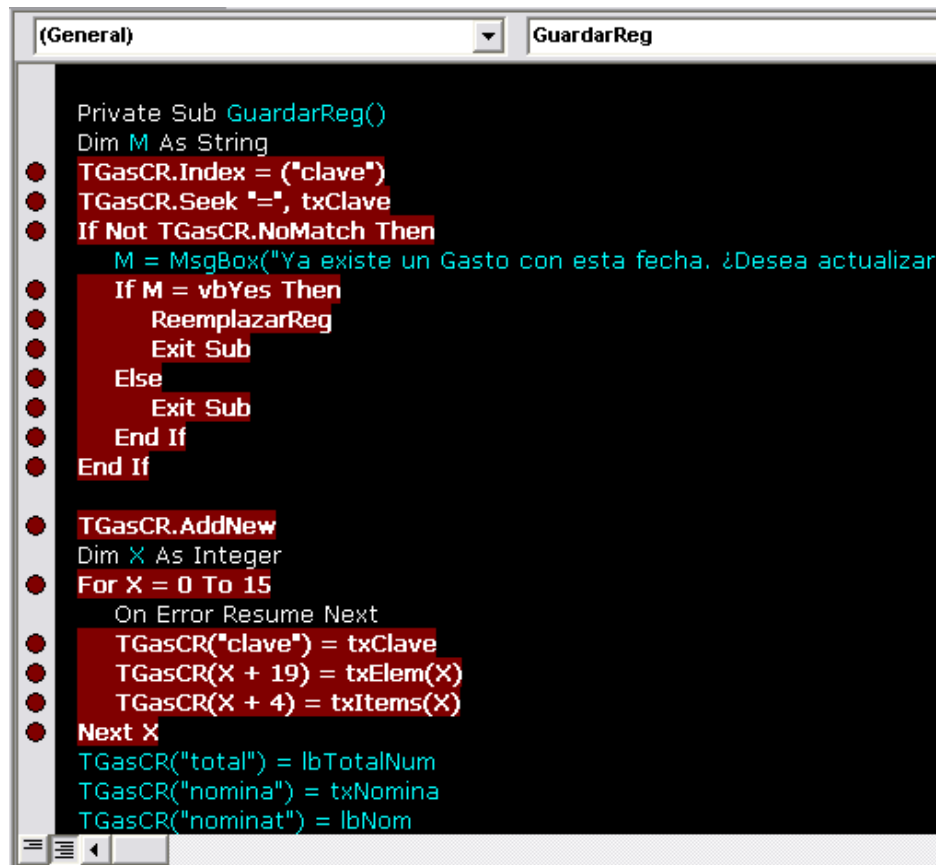 (General) GuardarReg
Private Sub GuardarReg()
Dim M As String
TGasCR.Index = ("clave")
TGasCR.Seek "=", txClave
If Not TGasCR.NoMatch Then
M = MsgBox("Ya existe un Gasto con esta fecha. ¿Desea actualizar
If M = vbYes Then
ReemplazarReg
Exit Sub
Else
Exit Sub
End If
End If
TGasCR.AddNew
Dim X As Integer
For X = 0 To 15
On Error Resume Next
TGasCR("clave") = txClave
TGasCR(X + 19) = txElem(X)
TGasCR(X + 4) = txItems(X)
Next X
TGasCR("total") = lbTotalNum
TGasCR("nomina") = txNomina
TGasCR("nominat") = lbNom